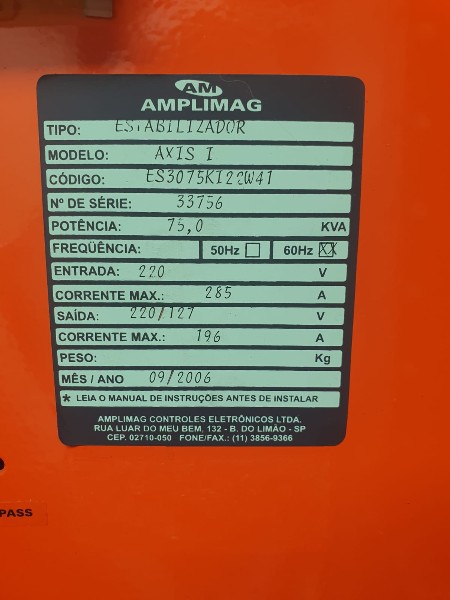 AM
AMPLIMAG
TIPO: ESTABILIZADOR
MODELO: AXIS I
CÓDIGO: ES3075KI22W41
Nº DE SÉRIE: 33756
POTÊNCIA: 75,0 KVA
FREQÜÊNCIA: 50Hz 60Hz XX
ENTRADA: 220 V
CORRENTE MAX.: 285 A
SAÍDA: 220/127 V
CORRENTE MAX.: 196 A
PESO: Kg
MÊS / ANO 09/2006
* LEIA O MANUAL DE INSTRUÇÕES ANTES DE INSTALAR
AMPLIMAG CONTROLES ELETRÔNICOS LTDA.
RUA LUAR DO MEU BEM, 132 - B. DO LIMÃO - SP
CEP. 02710-050 FONE/FAX.: (11) 3856-9366
PASS